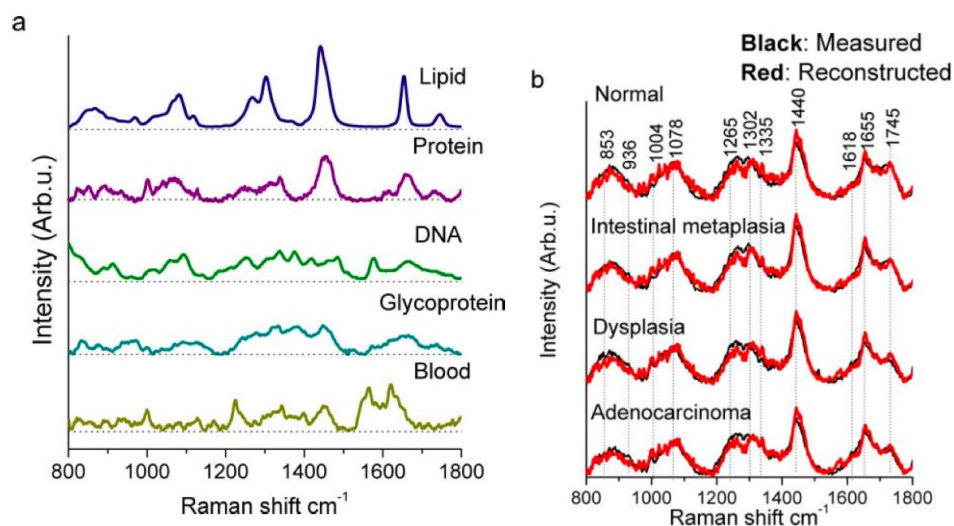 a
Intensity (Arb.u.)
Lipid
Protein
DNA
Glycoprotein
Blood
800 1000 1200 1400 1600 1800
Raman shift cm⁻¹
Black: Measured
Red: Reconstructed
b
Intensity (Arb.u.)
Normal
853 936 1004 1078 1265 1302 1335 1440 1618 1655 1745
Intestinal metaplasia
Dysplasia
Adenocarcinoma
800 1000 1200 1400 1600 1800
Raman shift cm⁻¹